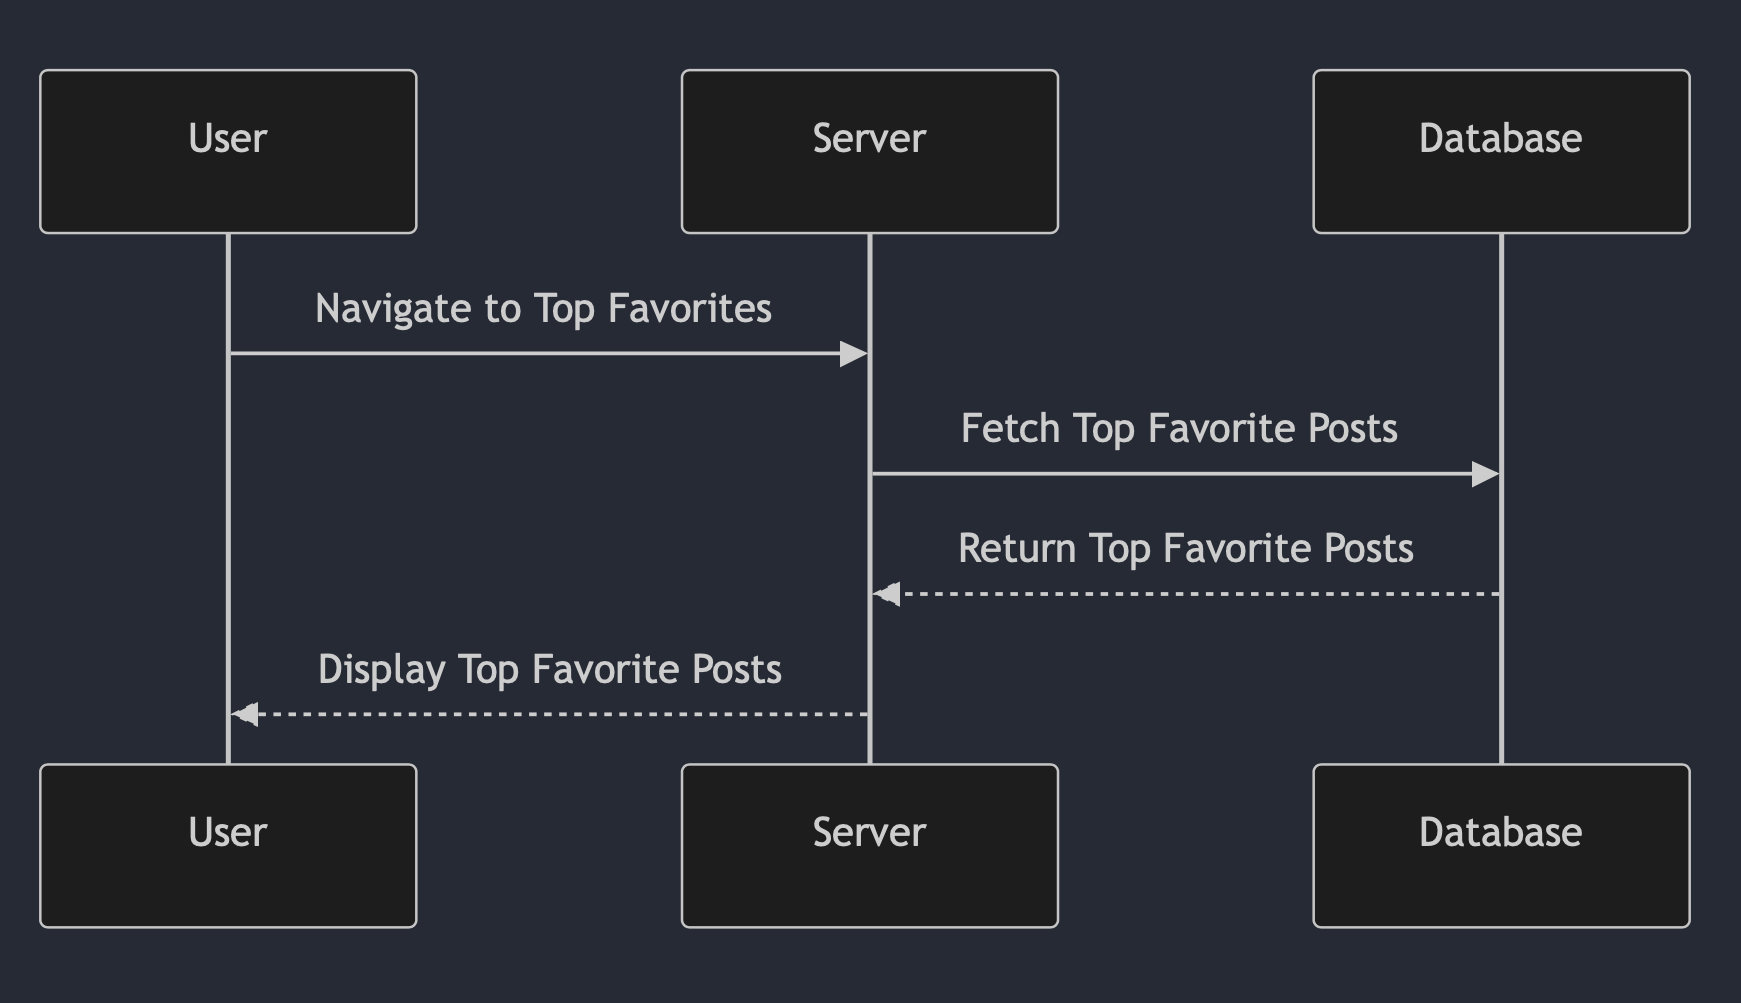 User
Server
Database
Navigate to Top Favorites
Fetch Top Favorite Posts
Return Top Favorite Posts
Display Top Favorite Posts
User
Server
Database